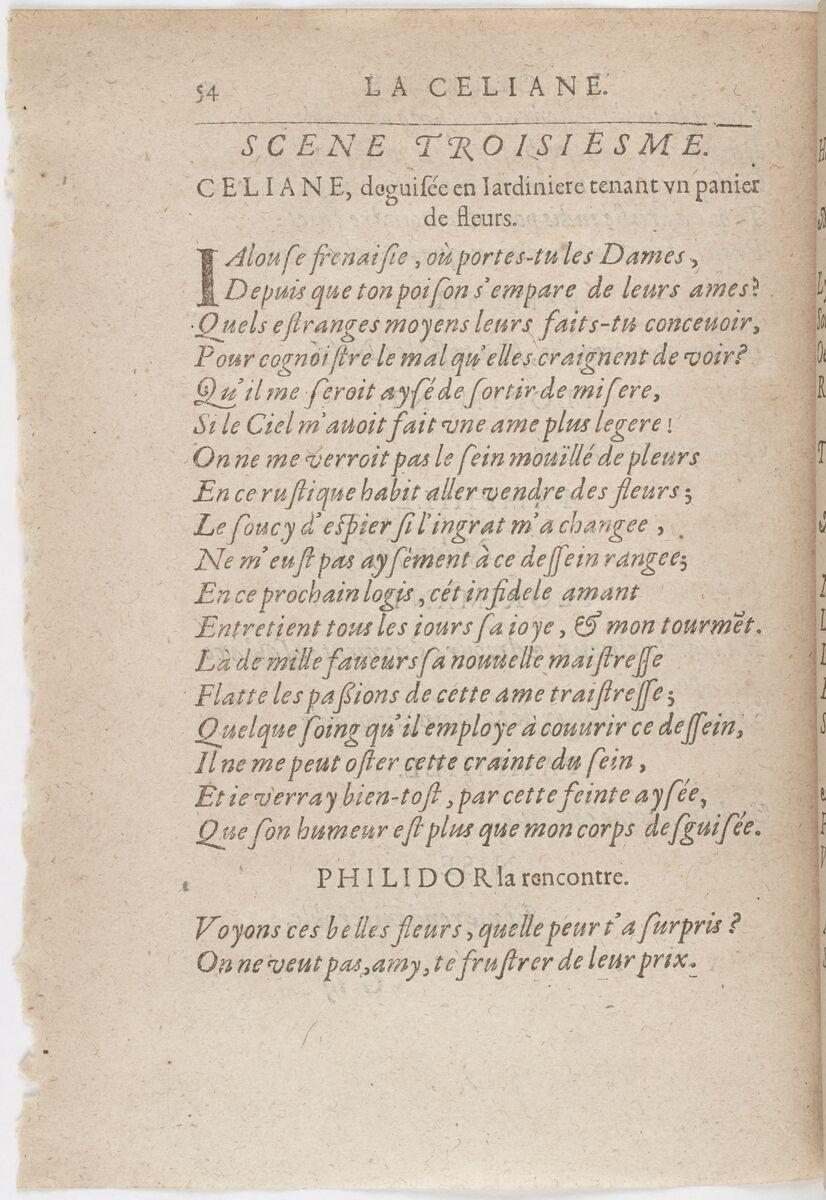 54 LA CELIANE.
SCENE TROISIESME.
CELIANE, deguiſée en Iardiniere tenant vn panier
de fleurs.
IAlouſe frenaiſie, où portes-tu les Dames,
Depuis que ton poiſon s'empare de leurs ames?
Quels eſtranges moyens leurs faits-tu conceuoir,
Pour cognoiſtre le mal qu'elles craignent de voir?
Qu'il me ſeroit ayſé de ſortir de miſere,
Si le Ciel m'auoit fait vne ame plus legere!
On ne me verroit pas le ſein mouïllé de pleurs
En ce ruſtique habit aller vendre des fleurs;
Le ſoucy d'eſpier ſi l'ingrat m'a changee,
Ne m'euſt pas ayſément à ce deſſein rangee;
En ce prochain logis, cét infidele amant
Entretient tous les iours ſa ioye, & mon tourmẽt.
Là de mille faueurs ſa nouuelle maiſtreſſe
Flatte les paßions de cette ame traiſtreſſe;
Quelque ſoing qu'il employe à couurir ce deſſein,
Il ne me peut oſter cette crainte du ſein,
Et ie verray bien-toſt, par cette feinte ayſée,
Que ſon humeur eſt plus que mon corps deſguiſée.
PHILIDOR la rencontre.
Voyons ces belles fleurs, quelle peur t'a ſurpris?
On ne veut pas, amy, te fruſtrer de leur prix.